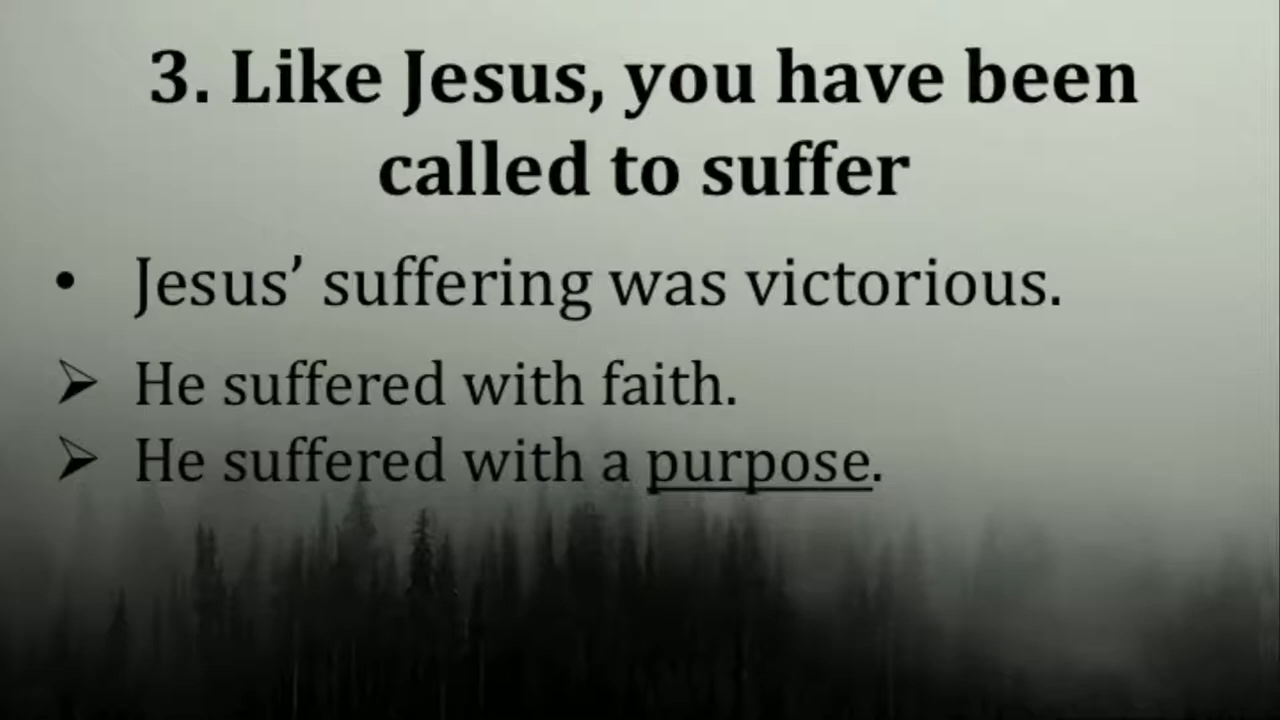 3. Like Jesus, you have been
called to suffer
• Jesus’ suffering was victorious.
➢ He suffered with faith.
➢ He suffered with a purpose.